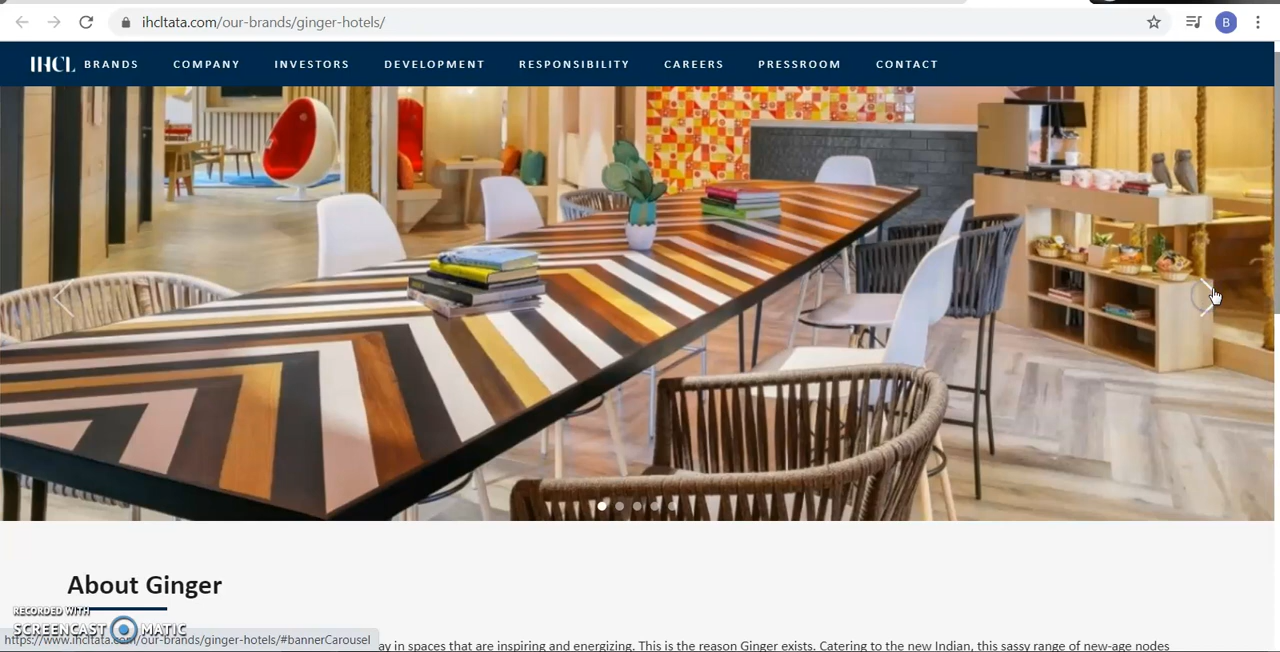 ihcltata.com/our-brands/ginger-hotels/
B
IHCL BRANDS COMPANY INVESTORS DEVELOPMENT RESPONSIBILITY CAREERS PRESSROOM CONTACT
About Ginger
RECORDED WITH
SCREENCAST MATIC
https://www.ihcltata.com/our-brands/ginger-hotels/#bannerCarousel
ay in spaces that are inspiring and energizing. This is the reason Ginger exists. Catering to the new Indian, this sassy range of new-age nodes